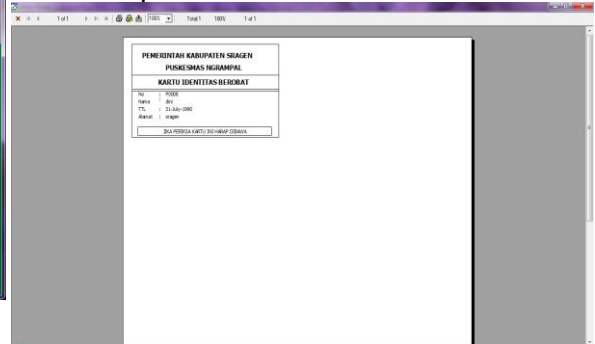 1 of 1 100% Total:1 100% 1 of 1
PEMERINTAH KABUPATEN SRAGEN
PUSKESMAS NGRAMPAL
KARTU IDENTITAS BEROBAT
No : P0008
Nama : dini
TTL : 31-July-1990
Alamat : sragen
JIKA PERIKSA KARTU INI HARAP DIBAWA